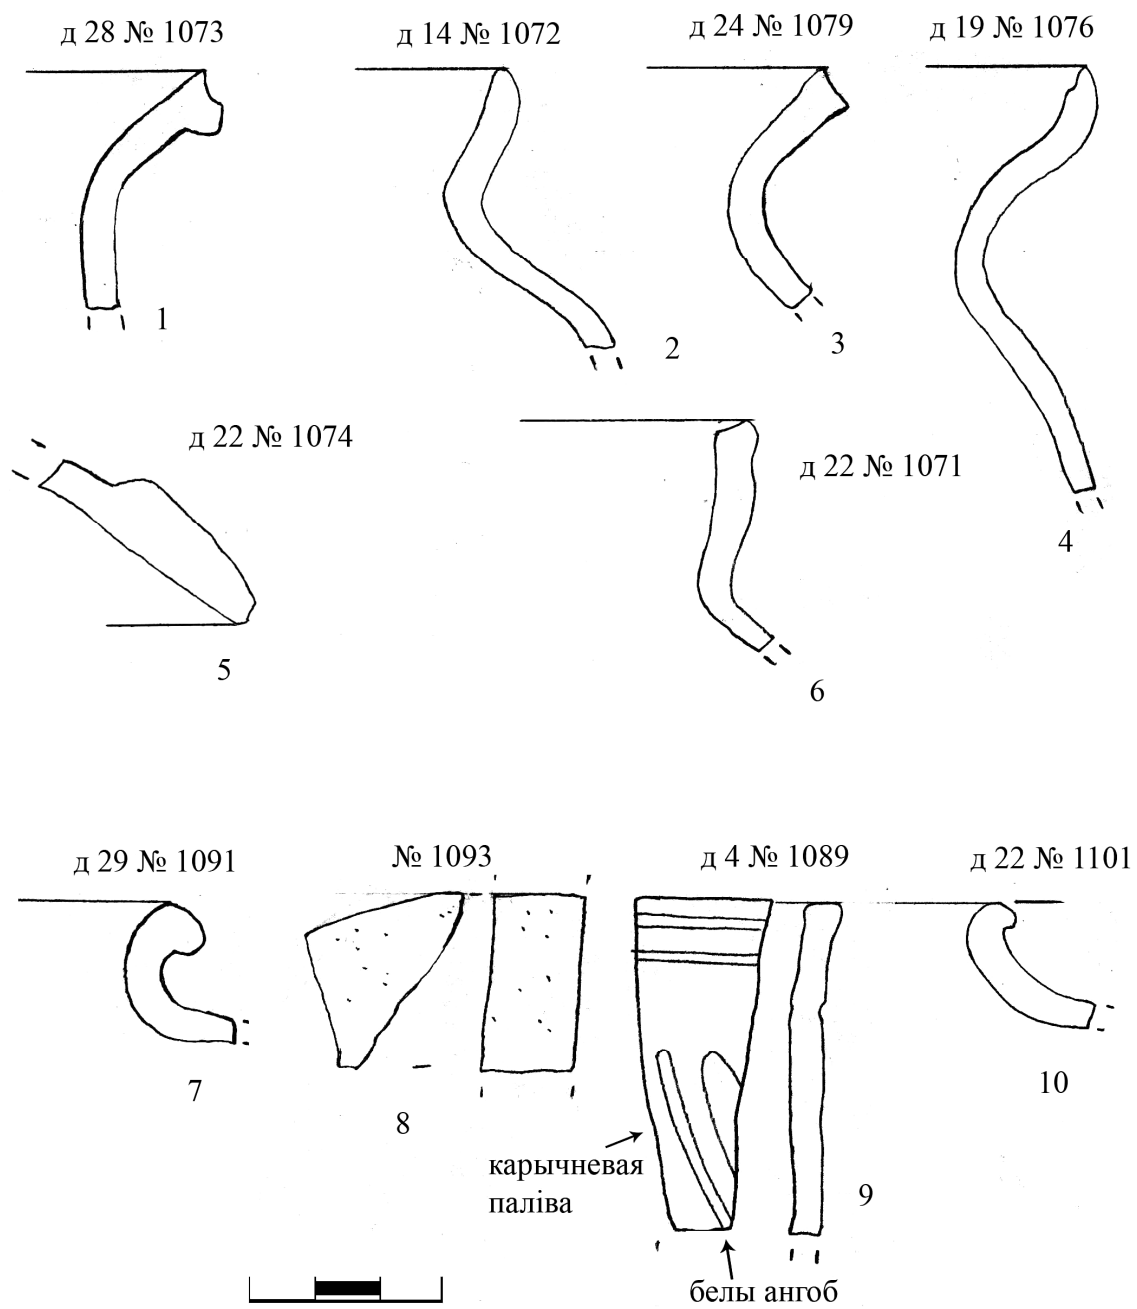 д 28 № 1073
д 14 № 1072
д 24 № 1079
д 19 № 1076
1
2
3
4
д 22 № 1074
д 22 № 1071
5
6
д 29 № 1091
№ 1093
д 4 № 1089
д 22 № 1101
7
8
9
10
карычневая
паліва
белы ангоб